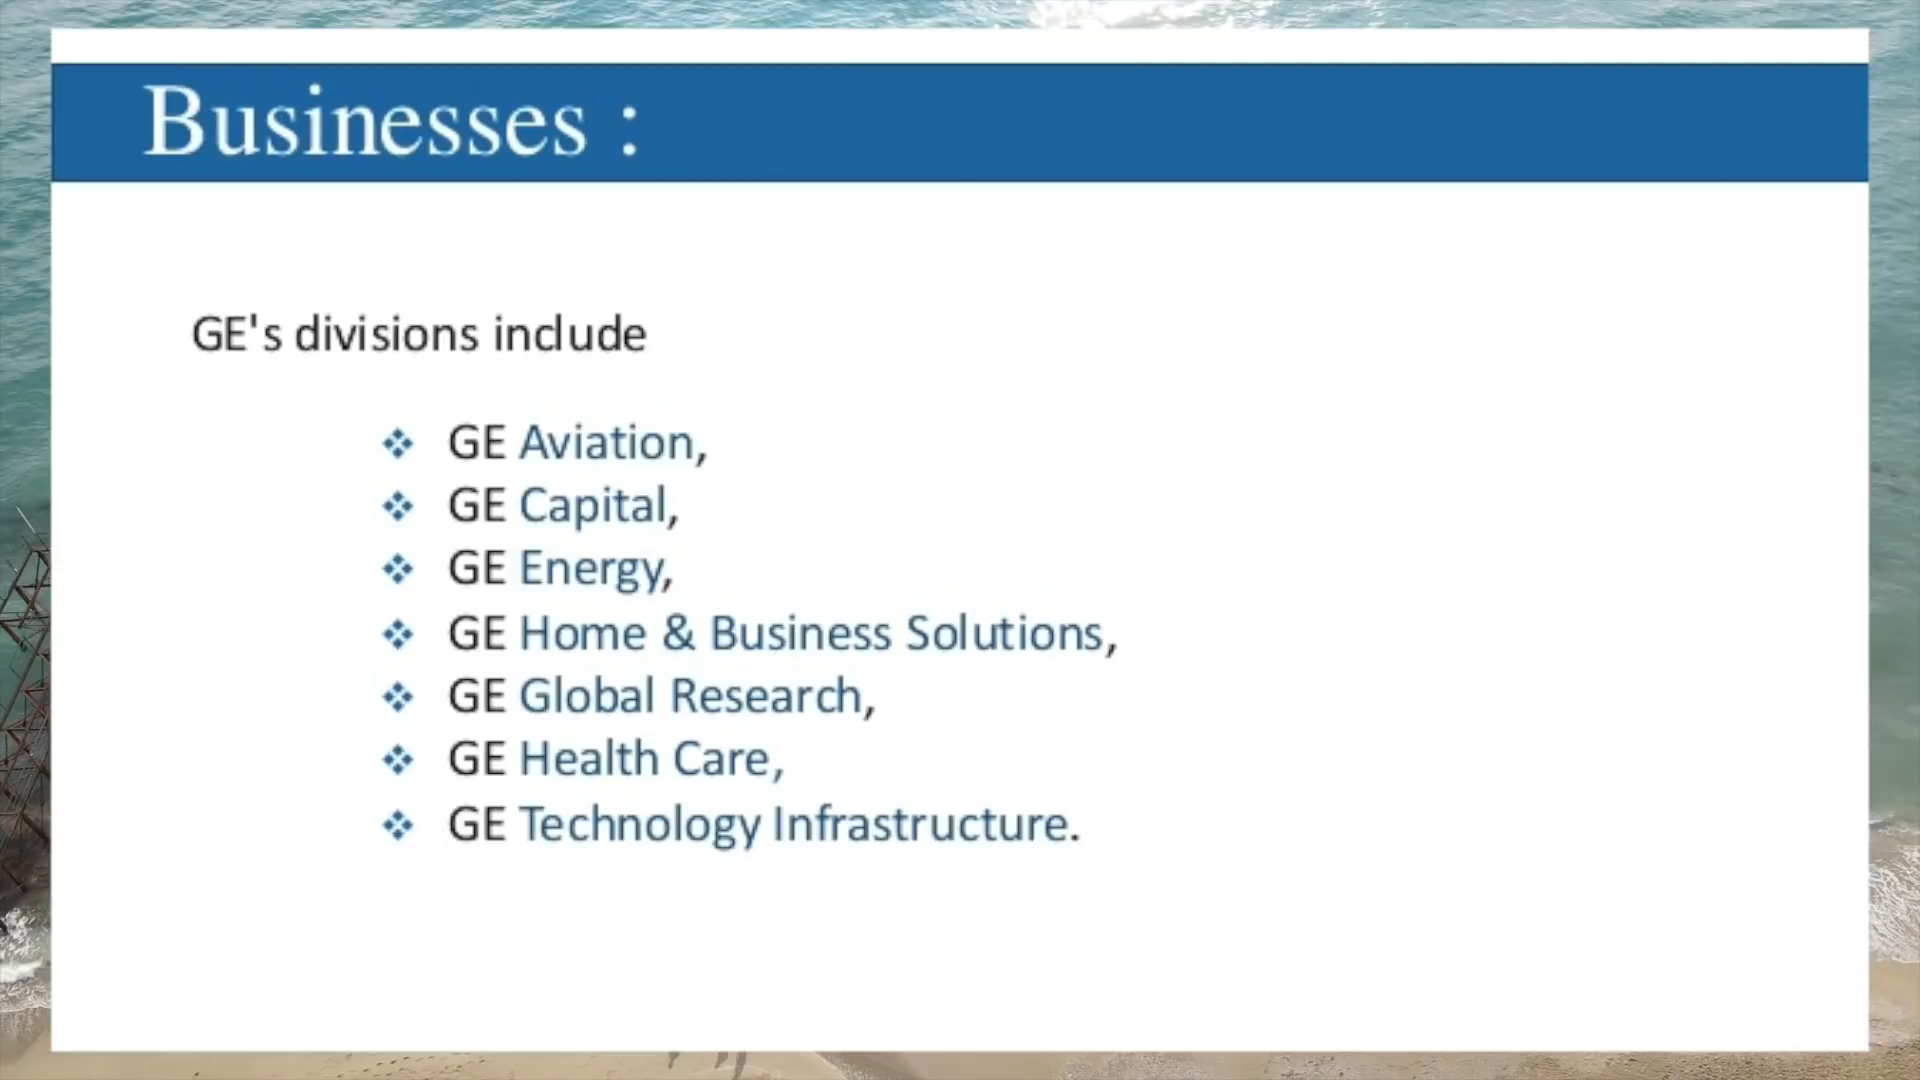 Businesses :
GE's divisions include
❖ GE Aviation,
❖ GE Capital,
❖ GE Energy,
❖ GE Home & Business Solutions,
❖ GE Global Research,
❖ GE Health Care,
❖ GE Technology Infrastructure.